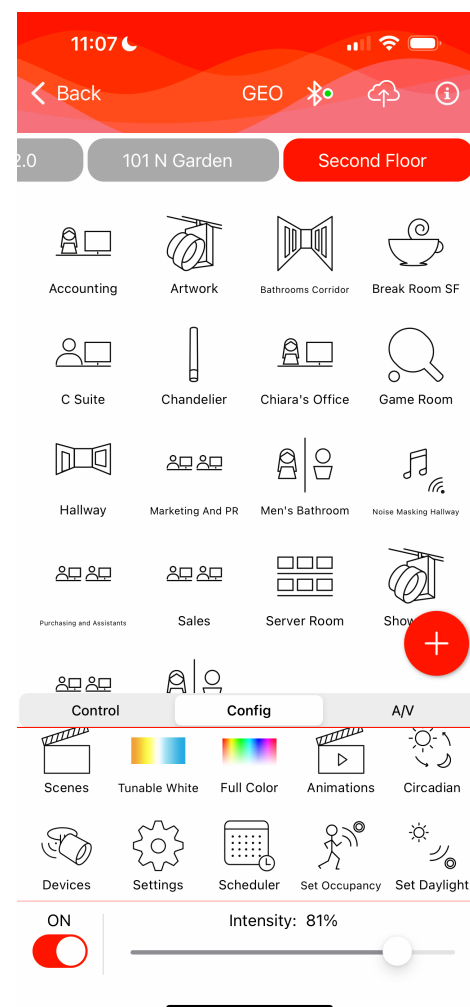 11:07
Back GEO
2.0 101 N Garden Second Floor
Accounting Artwork Bathrooms Corridor Break Room SF
C Suite Chandelier Chiara's Office Game Room
Hallway Marketing And PR Men's Bathroom Noise Masking Hallway
Purchasing and Assistants Sales Server Room Show
Control Config A/V
Scenes Tunable White Full Color Animations Circadian
Devices Settings Scheduler Set Occupancy Set Daylight
ON Intensity: 81%